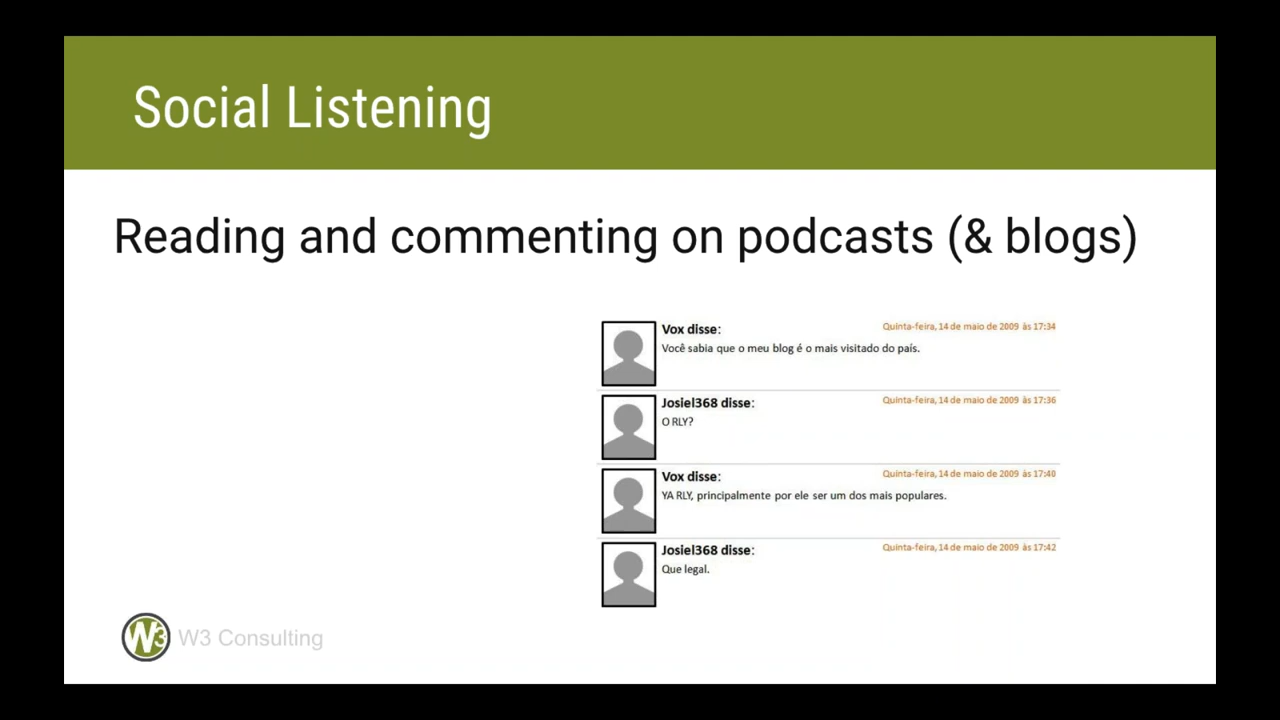 Social Listening
Reading and commenting on podcasts (& blogs)
Vox disse:
Quinta-feira, 14 de maio de 2009 às 17:34
Você sabia que o meu blog é o mais visitado do país.
Josiel368 disse:
Quinta-feira, 14 de maio de 2009 às 17:36
O RLY?
Vox disse:
Quinta-feira, 14 de maio de 2009 às 17:40
YA RLY, principalmente por ele ser um dos mais populares.
Josiel368 disse:
Quinta-feira, 14 de maio de 2009 às 17:42
Que legal.
W3 W3 Consulting